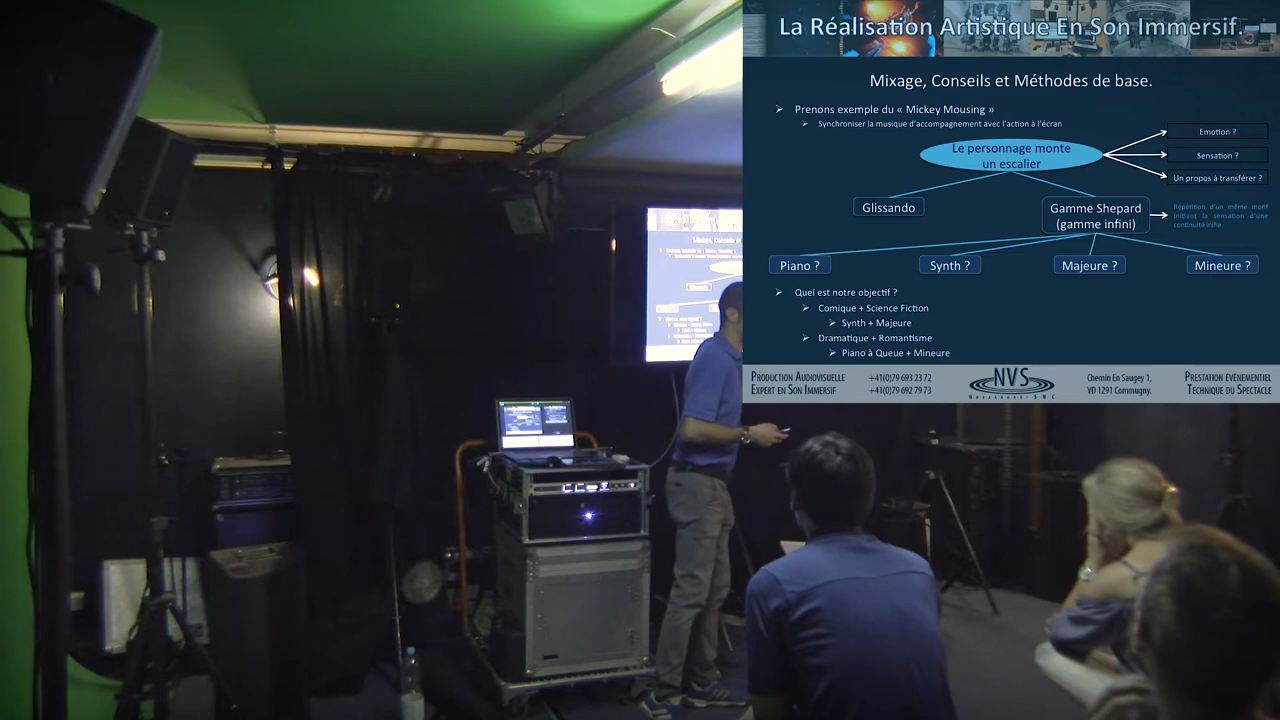 La Réalisation Artistique En Son Immersif.
Mixage, Conseils et Méthodes de base.
Prenons exemple du « Mickey Mousing »
Synchroniser la musique d'accompagnement avec l'action à l'écran
Le personnage monte
un escalier
Emotion ?
Sensation ?
Un propos à transférer ?
Glissando
Gamme Shepard
(gamme infini)
Répétition d'un même motif
initiant la sensation d'une
continuité infie.
Piano ?
Synth ?
Majeure ?
Mineure ?
Quel est notre objectif ?
Comique + Science Fiction
Synth + Majeure
Dramatique + Romantisme
Piano à Queue + Mineure
Production Audiovisuelle
Expert en Son Immersif
+41(0)79 693 23 72
+41(0)79 692 79 73
NVS
Chemin En Saugey 1,
VD 1291 Commugny.
Prestation événementiel
Technique du Spectacle